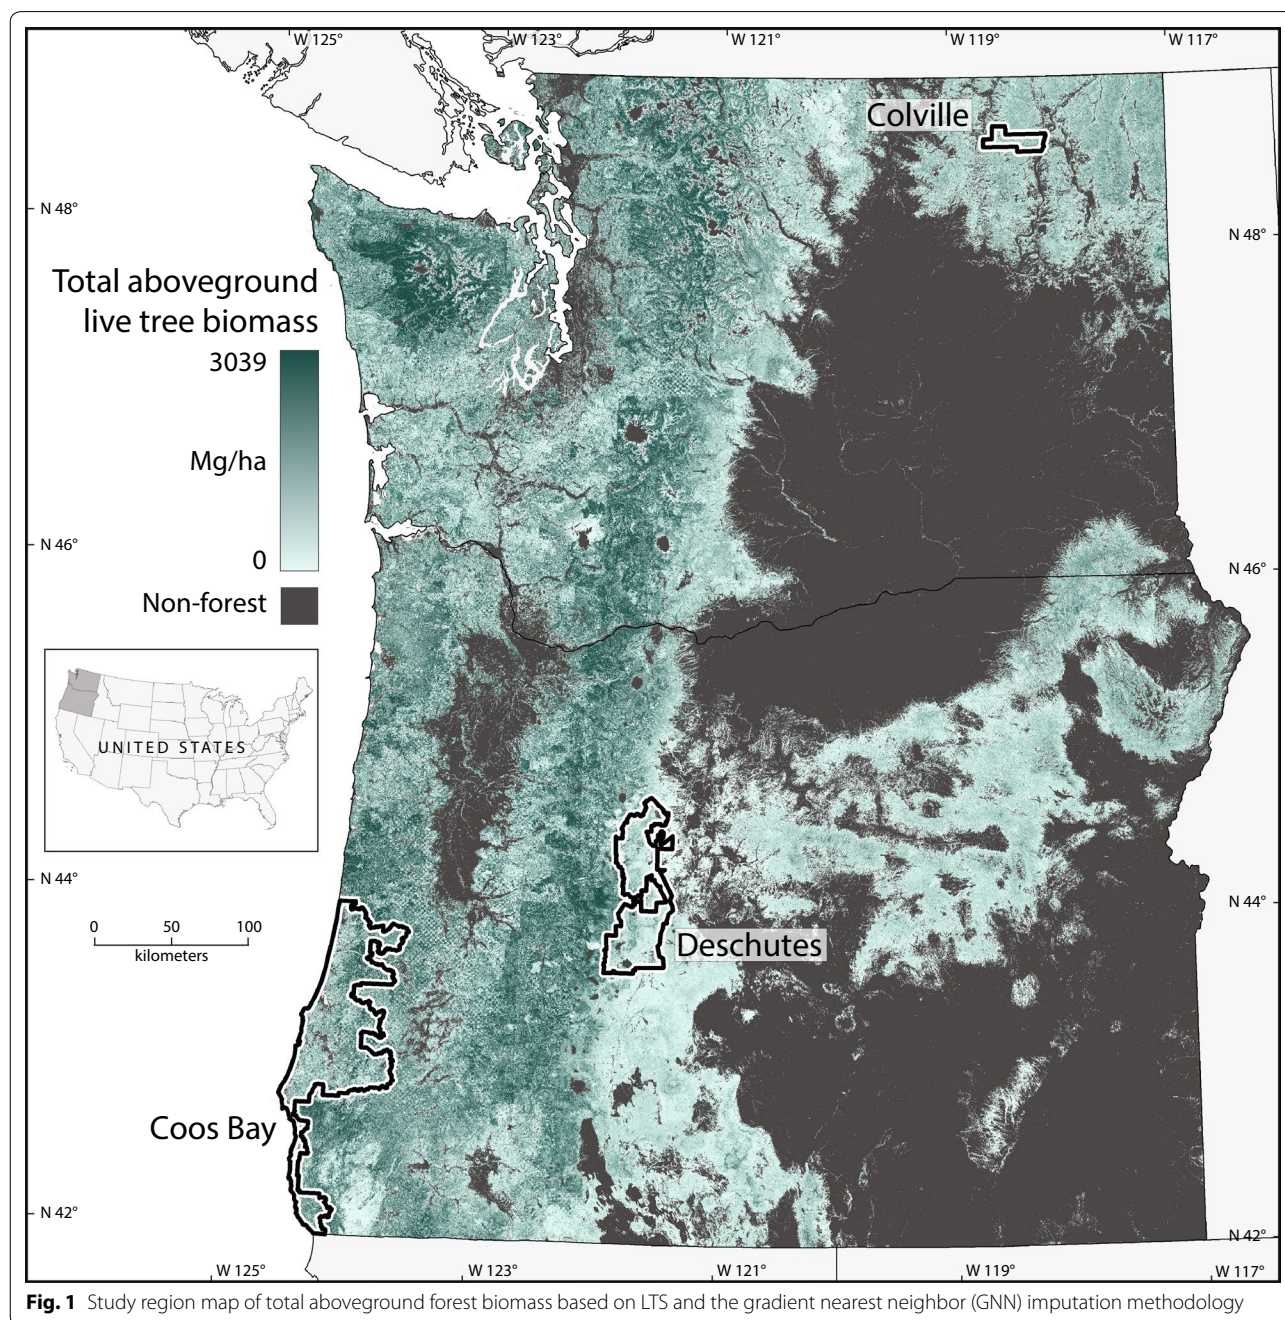 W 125°
W 123°
W 121°
W 119°
W 117°
Colville
N 48°
N 48°
Total aboveground
live tree biomass
3039
Mg/ha
0
Non-forest
N 46°
N 46°
UNITED STATES
N 44°
N 44°
0 50 100
kilometers
Deschutes
Coos Bay
N 42°
N 42°
W 125°
W 123°
W 121°
W 119°
W 117°
Fig. 1 Study region map of total aboveground forest biomass based on LTS and the gradient nearest neighbor (GNN) imputation methodology